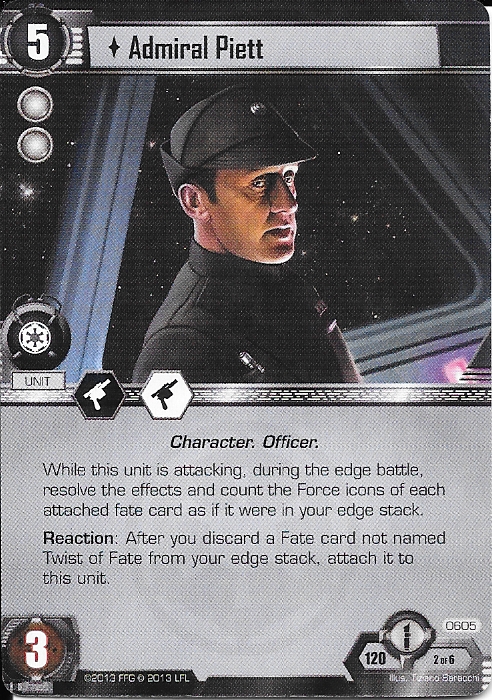 5
Admiral Piett
UNIT
Character. Officer.
While this unit is attacking, during the edge battle,
resolve the effects and count the Force icons of each
attached fate card as if it were in your edge stack.
Reaction: After you discard a Fate card not named
Twist of Fate from your edge stack, attach it to
this unit.
3
0605
120
2 OF 6
©2013 FFG © 2013 LFL
Illus. Tiziano Baracchi